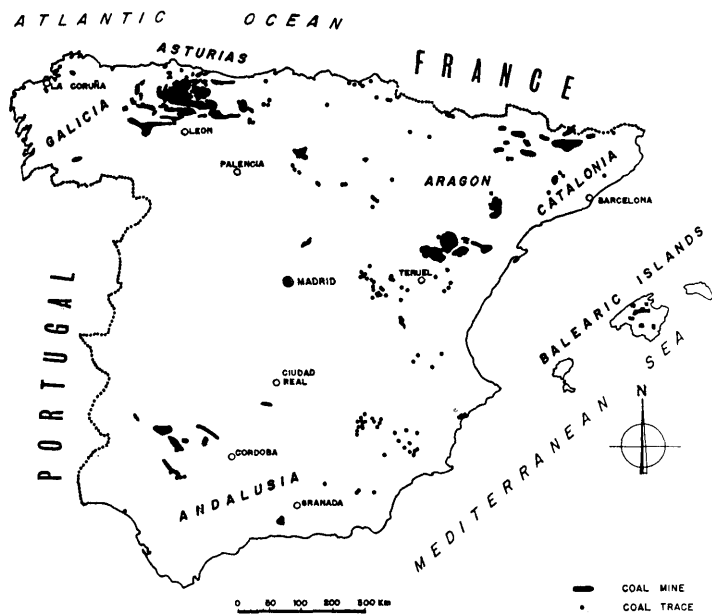 ATLANTIC OCEAN
ASTURIAS
FRANCE
LA CORUÑA
GALICIA
LEON
PALENCIA
ARAGON
CATALONIA
BARCELONA
MADRID
TERUEL
PORTUGAL
BALEARIC ISLANDS
CIUDAD
REAL
MEDITERRANEAN SEA
N
CORDOBA
ANDALUSIA
GRANADA
0 50 100 200 300 Km
COAL MINE
COAL TRACE